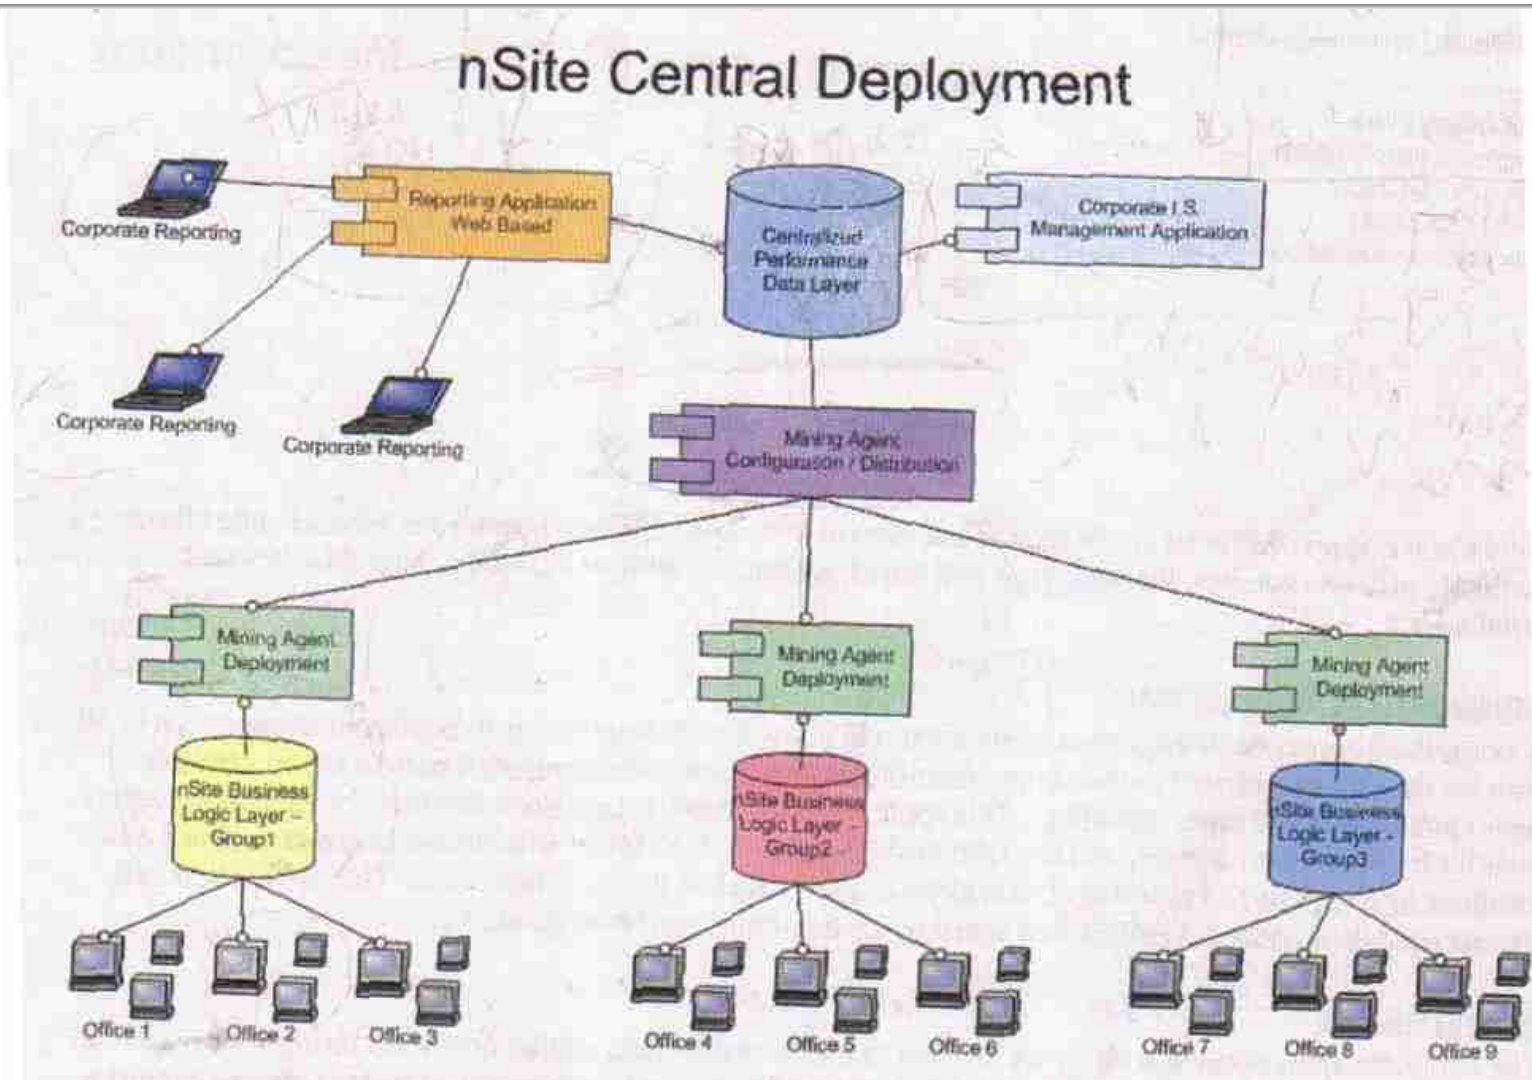 nSite Central Deployment
Reporting Application
Web Based
Corporate Reporting
Centralized
Performance
Data Layer
Corporate I.S.
Management Application
Corporate Reporting
Corporate Reporting
Mining Agent
Configuration / Distribution
Mining Agent
Deployment
Mining Agent
Deployment
Mining Agent
Deployment
nSite Business
Logic Layer –
Group1
nSite Business
Logic Layer –
Group2
nSite Business
Logic Layer -
Group3
Office 1
Office 2
Office 3
Office 4
Office 5
Office 6
Office 7
Office 8
Office 9